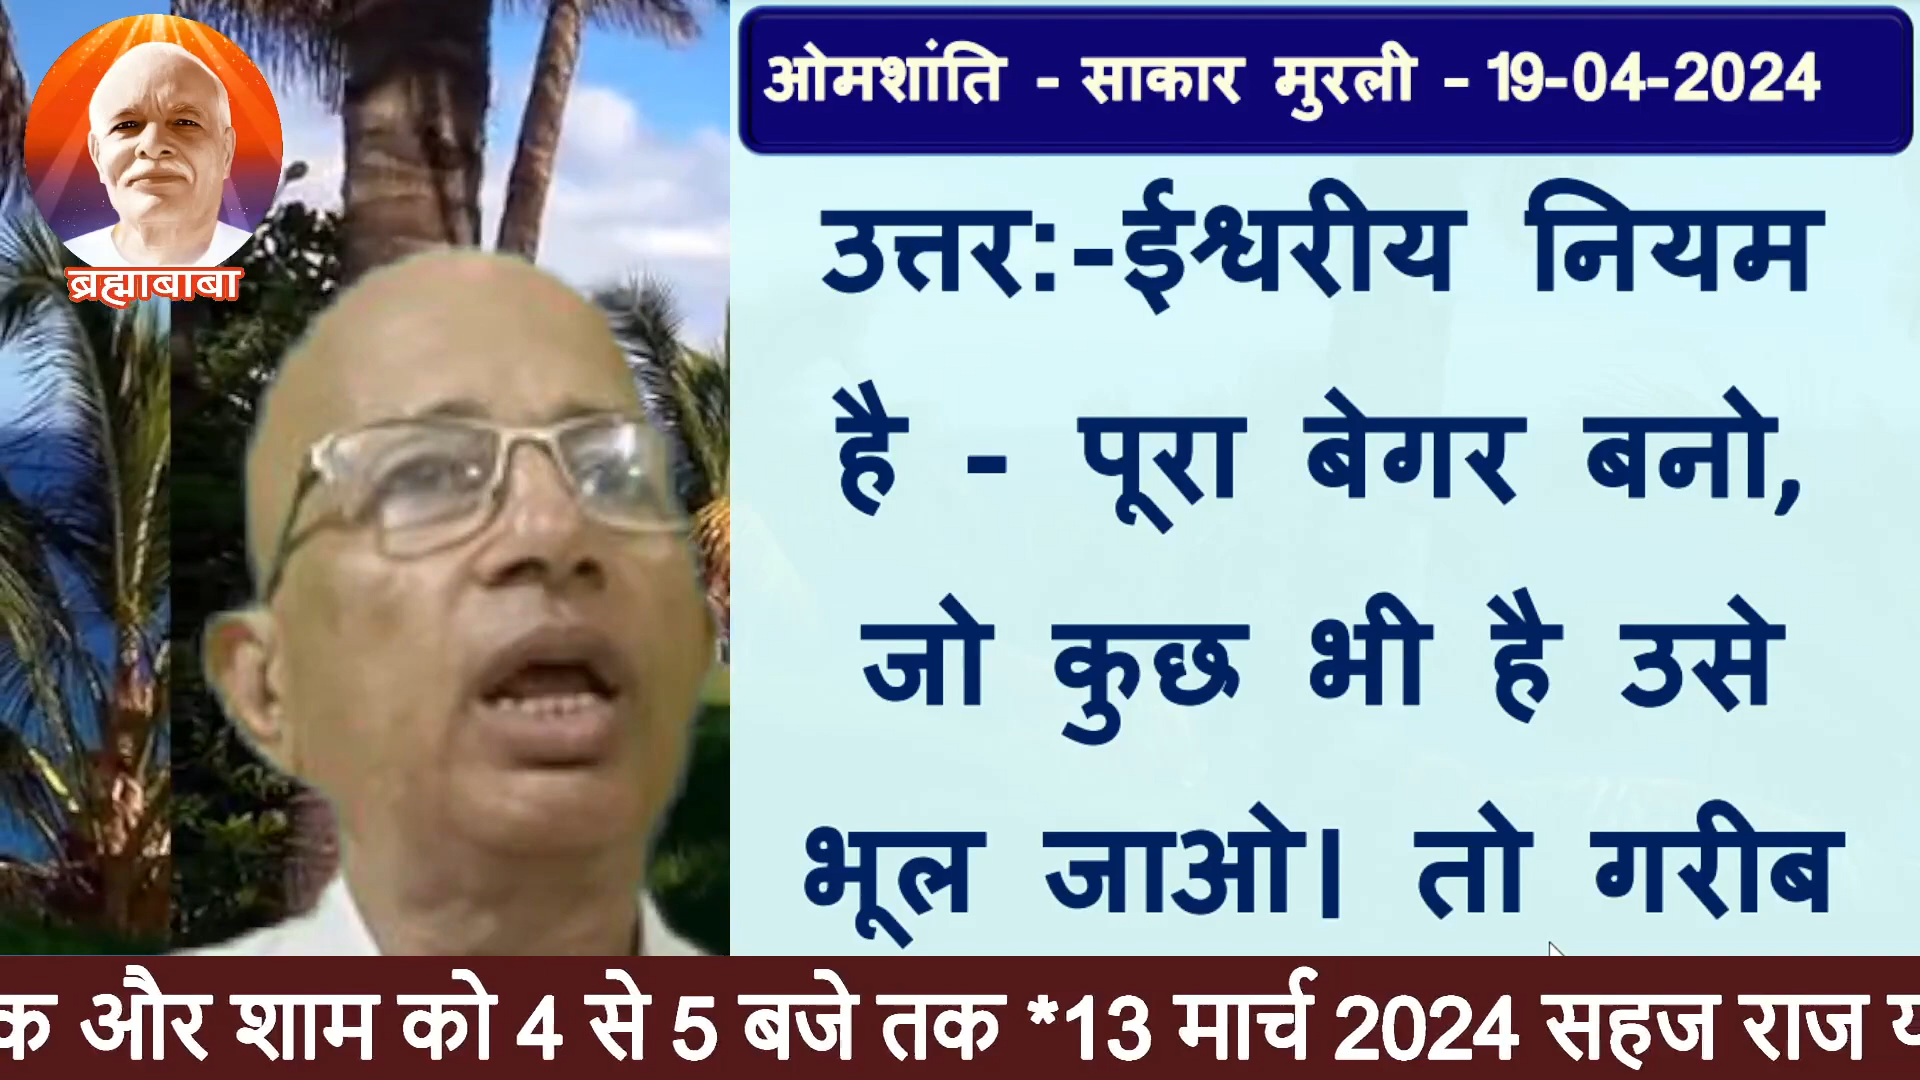 ब्रह्माबाबा
ओमशांति - साकार मुरली - 19-04-2024
उत्तर:-ईश्वरीय नियम
है - पूरा बेगर बनो,
जो कुछ भी है उसे
भूल जाओ। तो गरीब
क और शाम को 4 से 5 बजे तक *13 मार्च 2024 सहज राज य